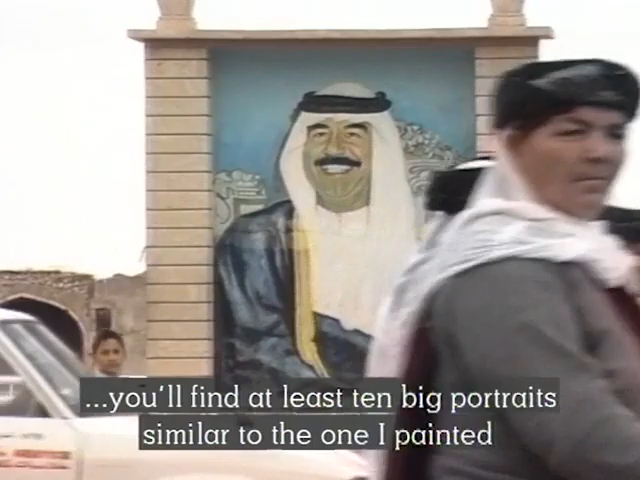 ...you'll find at least ten big portraits
similar to the one I painted